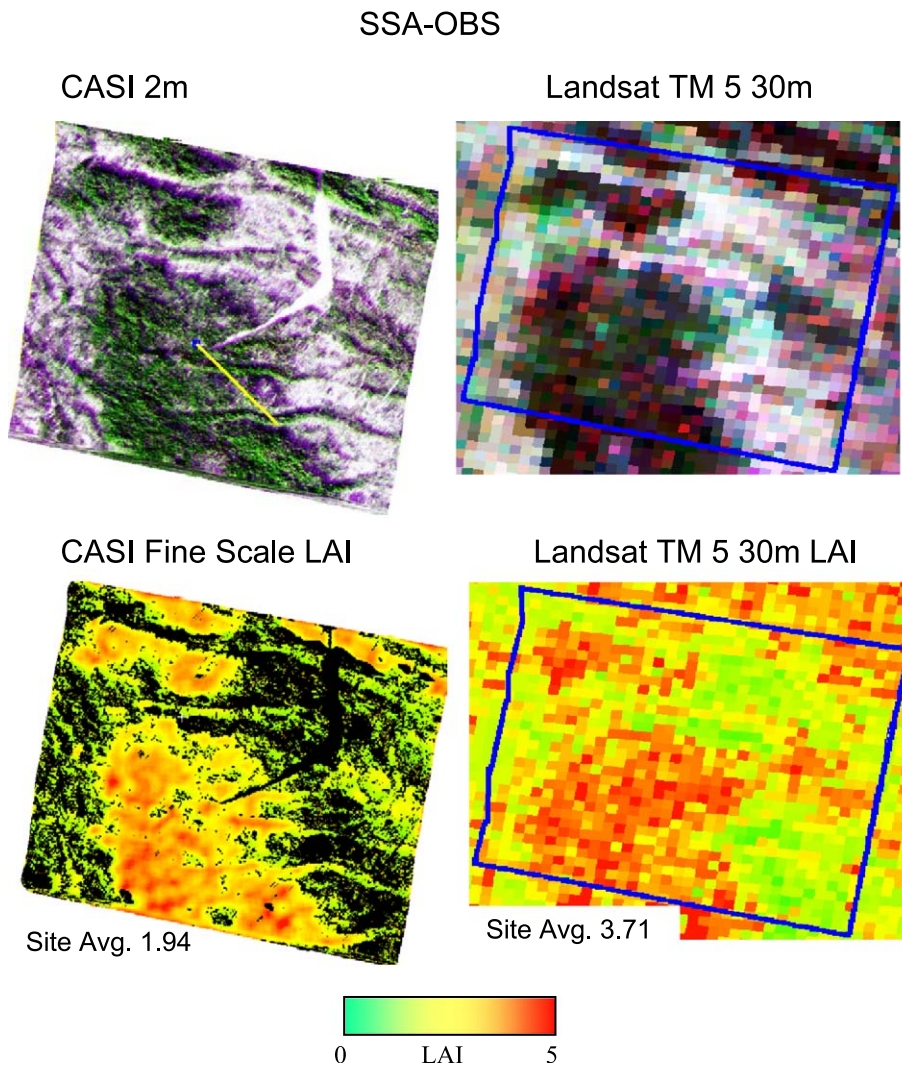 SSA-OBS
CASI 2m
Landsat TM 5 30m
CASI Fine Scale LAI
Landsat TM 5 30m LAI
Site Avg. 1.94
Site Avg. 3.71
0 LAI 5